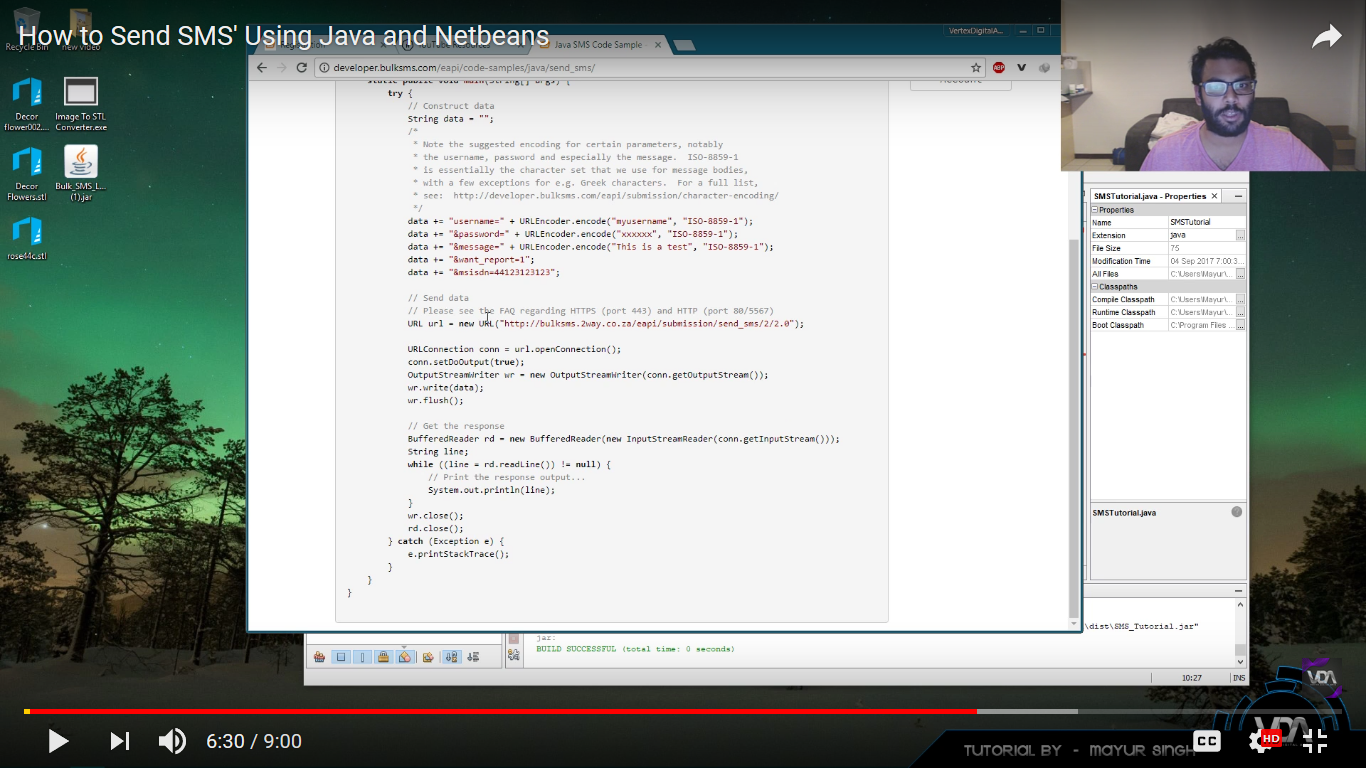 How to Send SMS' Using Java and Netbeans
Recycle Bin
new video
VertexDigitalA...
Java SMS Code Sample
developer.bulksms.com/eapi/code-samples/java/send_sms/
ABP
Decor
flower002....
Image To STL
Converter.exe
Decor
Flowers.stl
Bulk_SMS_L...
(1).jar
rose44c.stl
static public void main(String[] args) {
try {
// Construct data
String data = "";
/*
* Note the suggested encoding for certain parameters, notably
* the username, password and especially the message.  ISO-8859-1
* is essentially the character set that we use for message bodies,
* with a few exceptions for e.g. Greek characters.  For a full list,
* see:  http://developer.bulksms.com/eapi/submission/character-encoding/
*/
data += "username=" + URLEncoder.encode("myusername", "ISO-8859-1");
data += "&password=" + URLEncoder.encode("xxxxxx", "ISO-8859-1");
data += "&message=" + URLEncoder.encode("This is a test", "ISO-8859-1");
data += "&want_report=1";
data += "&msisdn=44123123123";
// Send data
// Please see the FAQ regarding HTTPS (port 443) and HTTP (port 80/5567)
URL url = new URL("http://bulksms.2way.co.za/eapi/submission/send_sms/2/2.0");
URLConnection conn = url.openConnection();
conn.setDoOutput(true);
OutputStreamWriter wr = new OutputStreamWriter(conn.getOutputStream());
wr.write(data);
wr.flush();
// Get the response
BufferedReader rd = new BufferedReader(new InputStreamReader(conn.getInputStream()));
String line;
while ((line = rd.readLine()) != null) {
// Print the response output...
System.out.println(line);
}
wr.close();
rd.close();
} catch (Exception e) {
e.printStackTrace();
}
}
}
SMSTutorial.java - Properties
Properties
Name SMSTutorial
Extension java ...
File Size 75
Modification Time 04 Sep 2017 7:00:3...
All Files C:\Users\Mayur\... ...
Classpaths
Compile Classpath C:\Users\Mayur\... ...
Runtime Classpath C:\Users\Mayur\... ...
Boot Classpath C:\Program Files ... ...
SMSTutorial.java
\dist\SMS_Tutorial.jar"
jar:
BUILD SUCCESSFUL (total time: 0 seconds)
10:27 INS
VDA
VDA
6:30 / 9:00
CC
HD
TUTORIAL BY - MAYUR SINGH